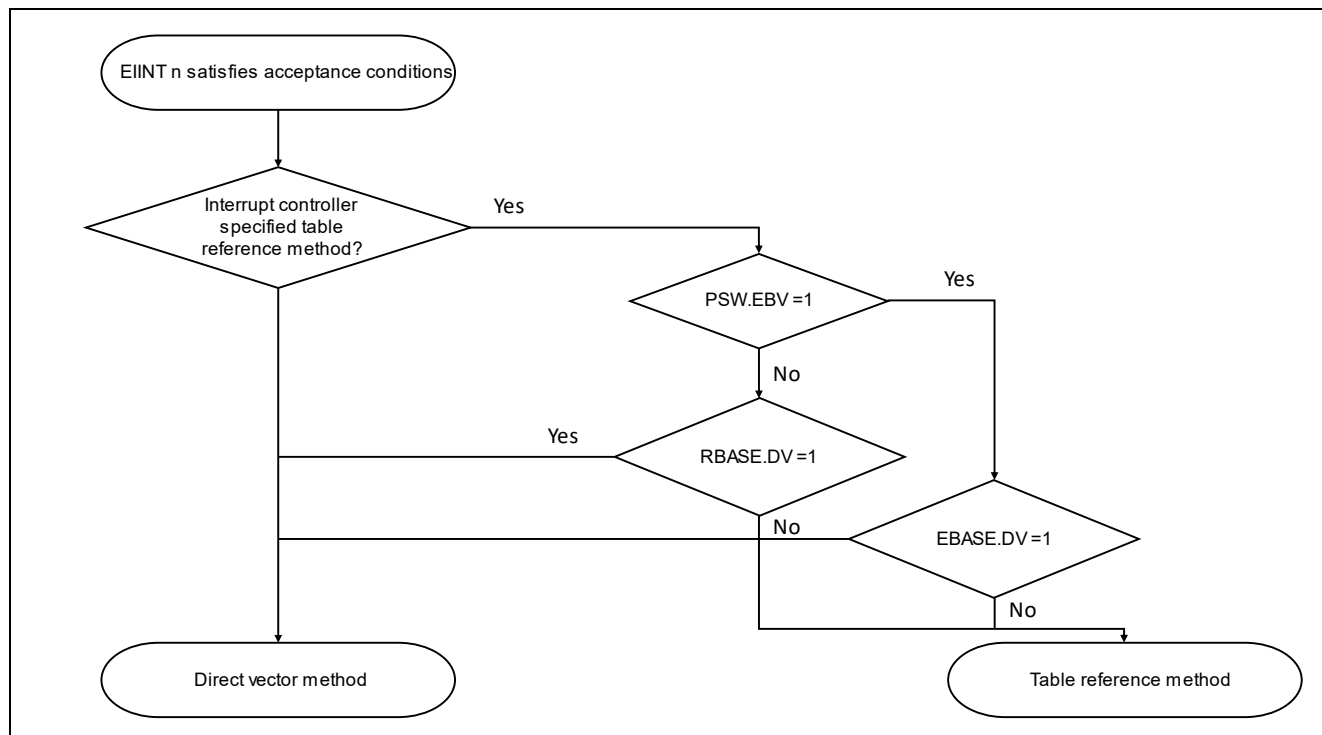 EIINT n satisfies acceptance conditions
Interrupt controller
specified table
reference method?
Yes
PSW.EBV =1
Yes
No
Yes
RBASE.DV =1
No
EBASE.DV =1
No
Direct vector method
Table reference method